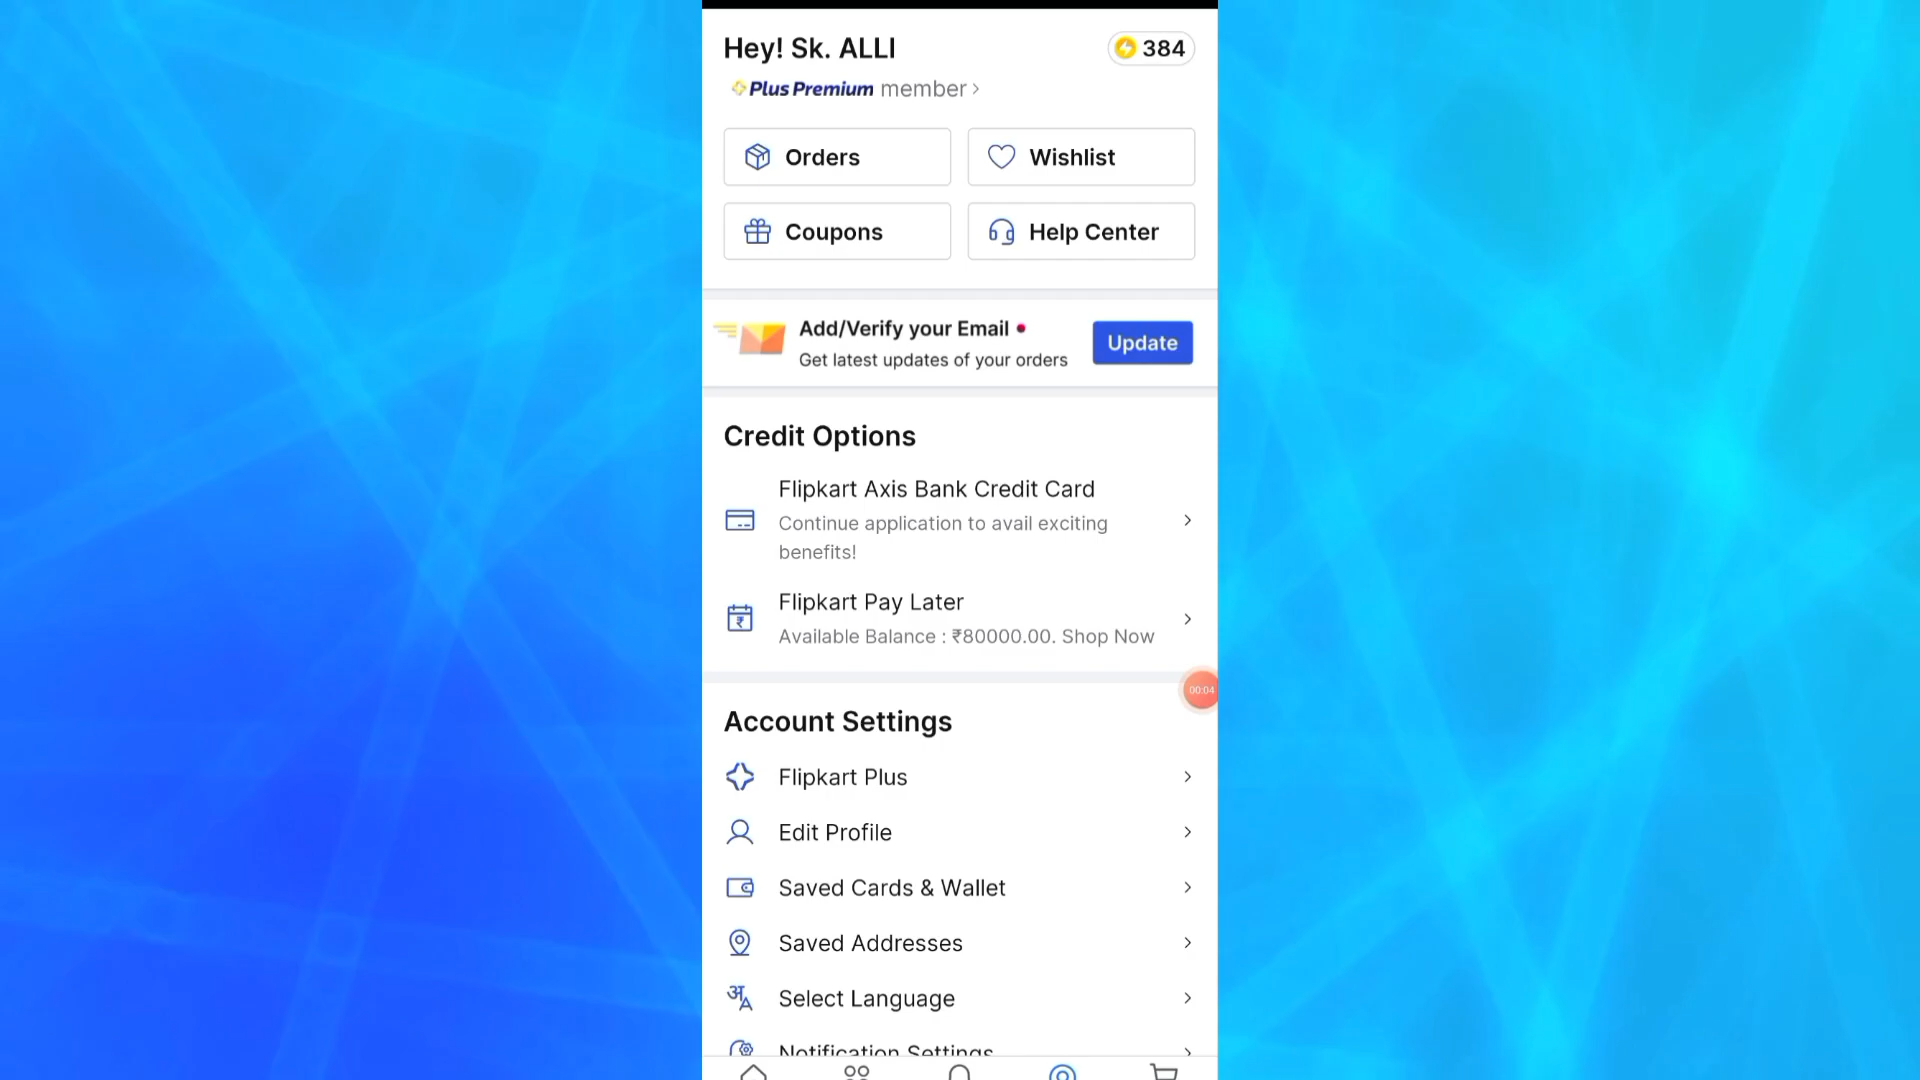 Hey! Sk. ALLI
384
Plus Premium member
Orders
Wishlist
Coupons
Help Center
Add/Verify your Email
Get latest updates of your orders
Update
Credit Options
Flipkart Axis Bank Credit Card
Continue application to avail exciting
benefits!
Flipkart Pay Later
Available Balance : ₹80000.00. Shop Now
00:04
Account Settings
Flipkart Plus
Edit Profile
Saved Cards & Wallet
Saved Addresses
Select Language
Notification Settings